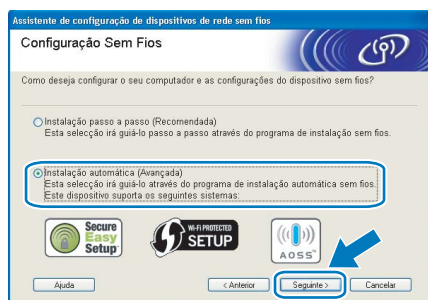 Assistente de configuração de dispositivos de rede sem fios
Configuração Sem Fios
Como deseja configurar o seu computador e as configurações do dispositivo sem fios?
Instalação passo a passo (Recomendada)
Esta selecção irá guiá-lo passo a passo através do programa de instalação sem fios.
Instalação automática (Avançada)
Esta selecção irá guiá-lo através do programa de instalação automática sem fios.
Este dispositivo suporta os seguintes sistemas:
Secure
Easy
Setup
WI-FI PROTECTED
SETUP
AOSS™
Ajuda
< Anterior
Seguinte >
Cancelar